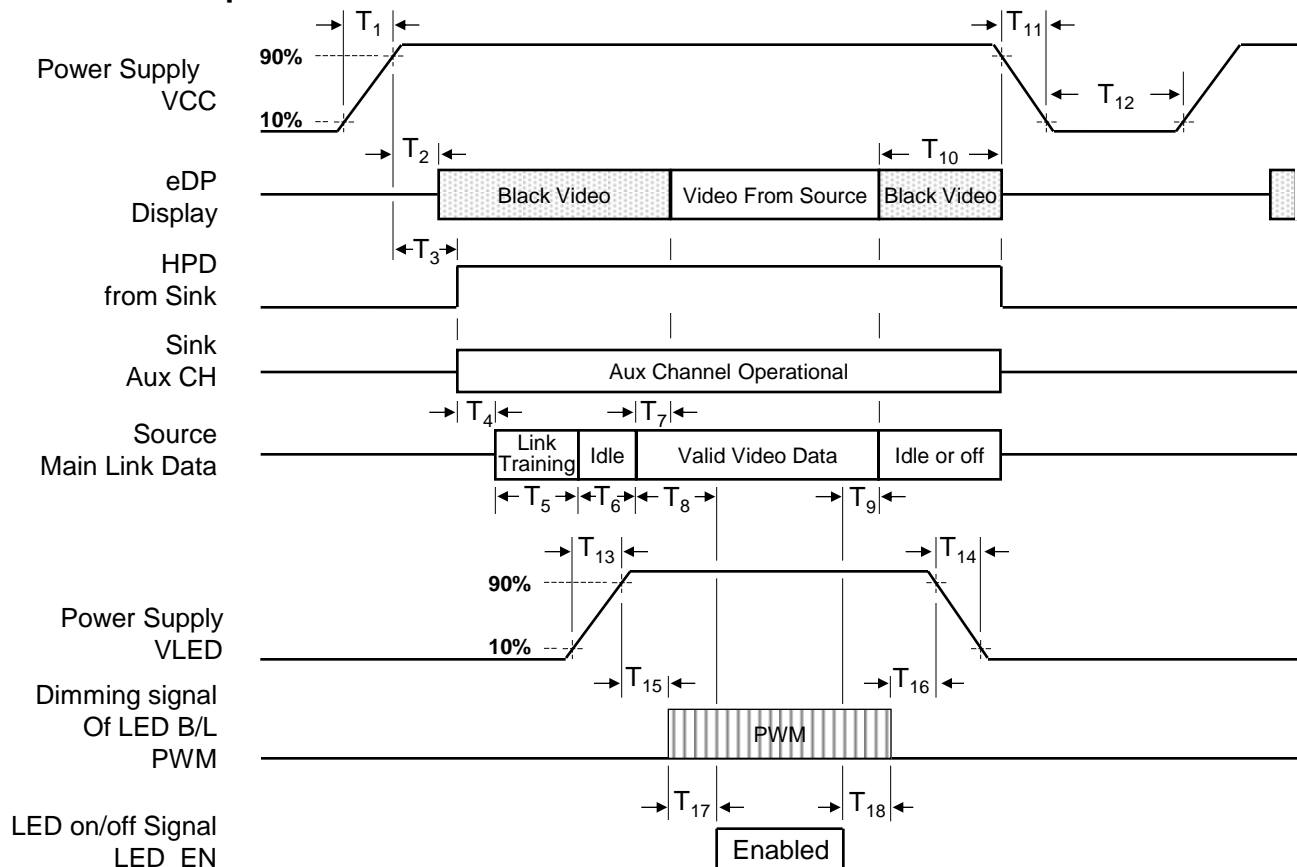 T1
T11
90%
Power Supply
VCC
T12
10%
T2
T10
eDP
Display
Black Video
Video From Source
Black Video
T3
HPD
from Sink
Sink
Aux CH
Aux Channel Operational
T4
T7
Source
Main Link Data
Link
Training
Idle
Valid Video Data
Idle or off
T5
T6
T8
T9
T13
T14
90%
Power Supply
VLED
10%
T15
T16
Dimming signal
Of LED B/L
PWM
PWM
T17
T18
LED on/off Signal
LED_EN
Enabled